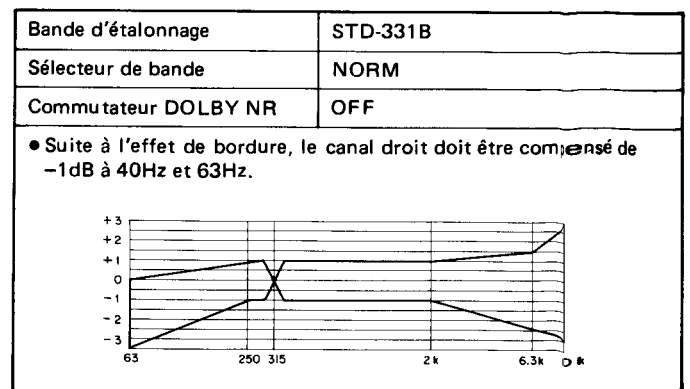 Bande d'étalonnage STD-331B
Sélecteur de bande NORM
Commutateur DOLBY NR OFF
● Suite à l'effet de bordure, le canal droit doit être compensé de
–1dB à 40Hz et 63Hz.
+3
+2
+1
0
–1
–2
–3
63 250 315 2k 6.3k